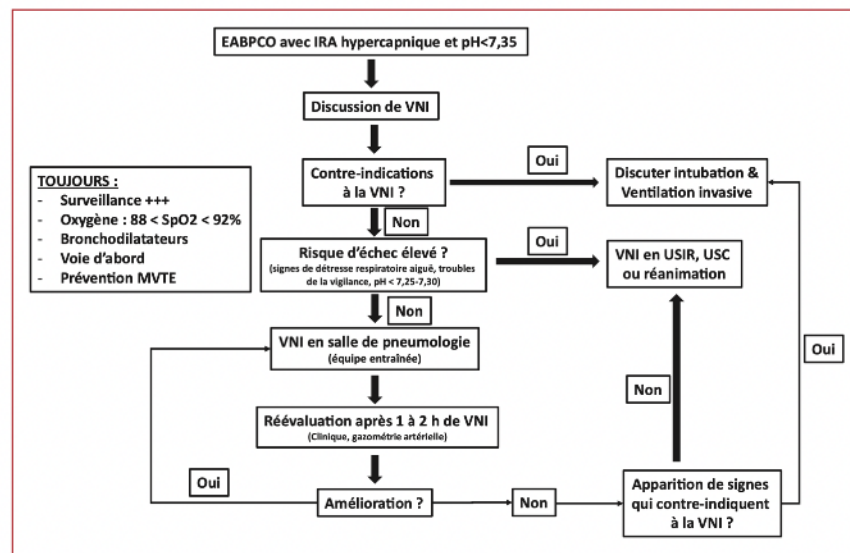 EABPCO avec IRA hypercapnique et pH<7,35
Discussion de VNI
Contre-indications
à la VNI ?
Oui
Discuter intubation &
Ventilation invasive
TOUJOURS :
- Surveillance +++
- Oxygène : 88 < SpO2 < 92%
- Bronchodilatateurs
- Voie d'abord
- Prévention MVTE
Non
Risque d'échec élevé ?
(signes de détresse respiratoire aiguë, troubles
de la vigilance, pH < 7,25-7,30)
Oui
VNI en USIR, USC
ou réanimation
Non
VNI en salle de pneumologie
(équipe entraînée)
Oui
Non
Réévaluation après 1 à 2 h de VNI
(Clinique, gazométrie artérielle)
Oui
Amélioration ?
Non
Apparition de signes
qui contre-indiquent
à la VNI ?